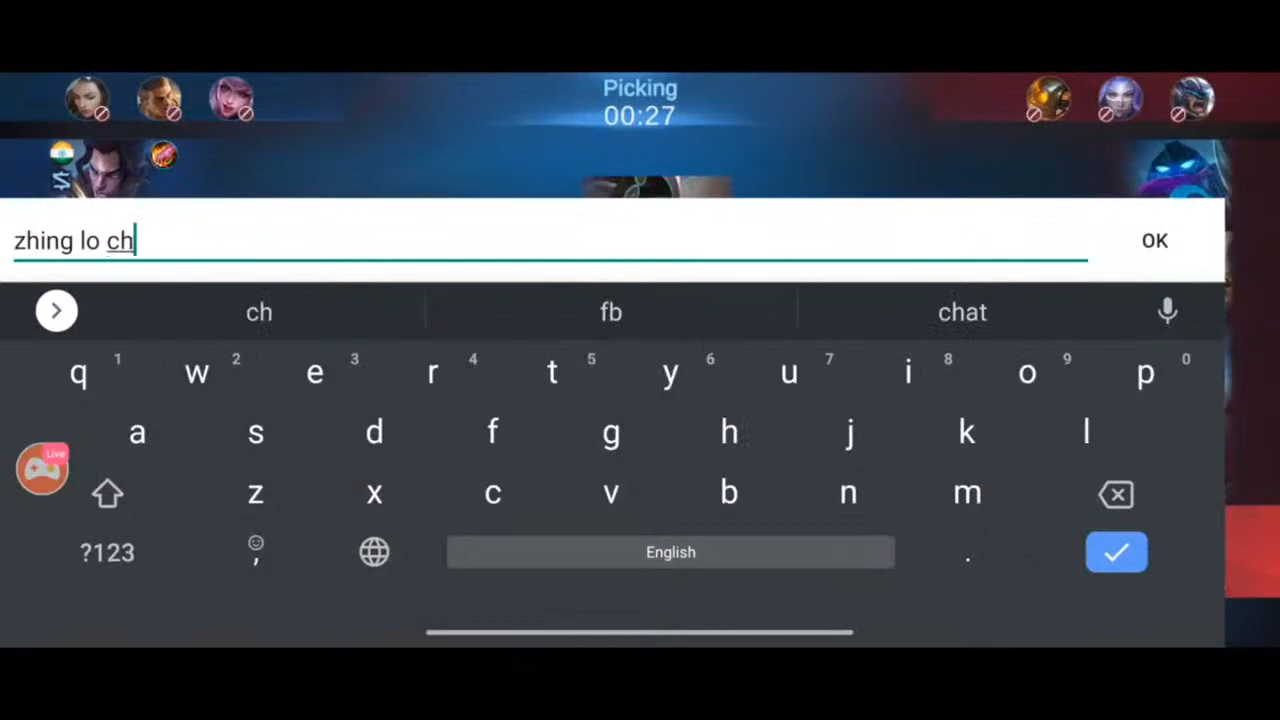 Picking
00:27
zhing lo ch
OK
ch fb chat
q 1 w 2 e 3 r 4 t 5 y 6 u 7 i 8 o 9 p 0
a s d f g h j k l
Live
z x c v b n m
?123 , English .